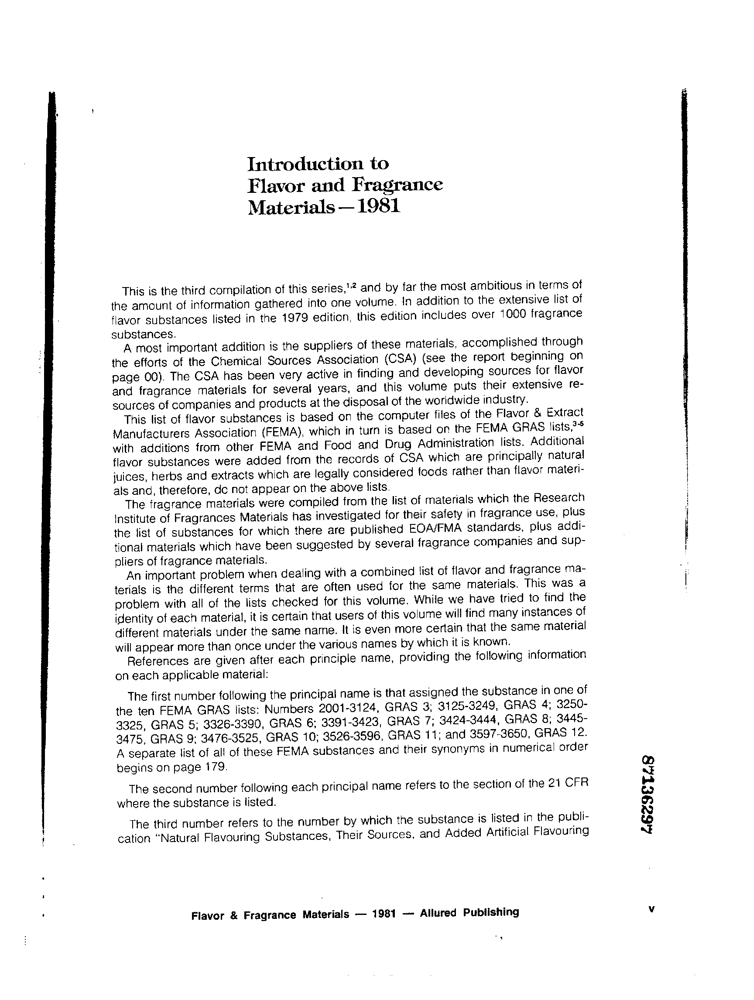 Introduction to
Flavor and Fragrance
Materials—1981
This is the third compilation of this series,1,2 and by far the most ambitious in terms of
the amount of information gathered into one volume. In addition to the extensive list of
flavor substances listed in the 1979 edition, this edition includes over 1000 fragrance
substances.
A most important addition is the suppliers of these materials, accomplished through
the efforts of the Chemical Sources Association (CSA) (see the report beginning on
page 00). The CSA has been very active in finding and developing sources for flavor
and fragrance materials for several years, and this volume puts their extensive re-
sources of companies and products at the disposal of the worldwide industry.
This list of flavor substances is based on the computer files of the Flavor & Extract
Manufacturers Association (FEMA), which in turn is based on the FEMA GRAS lists,3-5
with additions from other FEMA and Food and Drug Administration lists. Additional
flavor substances were added from the records of CSA which are principally natural
juices, herbs and extracts which are legally considered foods rather than flavor materi-
als and, therefore, do not appear on the above lists.
The fragrance materials were compiled from the list of materials which the Research
Institute of Fragrances Materials has investigated for their safety in fragrance use, plus
the list of substances for which there are published EOA/FMA standards, plus addi-
tional materials which have been suggested by several fragrance companies and sup-
pliers of fragrance materials.
An important problem when dealing with a combined list of flavor and fragrance ma-
terials is the different terms that are often used for the same materials. This was a
problem with all of the lists checked for this volume. While we have tried to find the
identity of each material, it is certain that users of this volume will find many instances of
different materials under the same name. It is even more certain that the same material
will appear more than once under the various names by which it is known.
References are given after each principle name, providing the following information
on each applicable material:
The first number following the principal name is that assigned the substance in one of
the ten FEMA GRAS lists: Numbers 2001-3124, GRAS 3; 3125-3249, GRAS 4; 3250-
3325, GRAS 5; 3326-3390, GRAS 6; 3391-3423, GRAS 7; 3424-3444, GRAS 8; 3445-
3475, GRAS 9; 3476-3525, GRAS 10; 3526-3596, GRAS 11; and 3597-3650, GRAS 12.
A separate list of all of these FEMA substances and their synonyms in numerical order
begins on page 179.
The second number following each principal name refers to the section of the 21 CFR
where the substance is listed.
The third number refers to the number by which the substance is listed in the publi-
cation "Natural Flavouring Substances, Their Sources, and Added Artificial Flavouring
87136297
Flavor & Fragrance Materials — 1981 — Allured Publishing
v